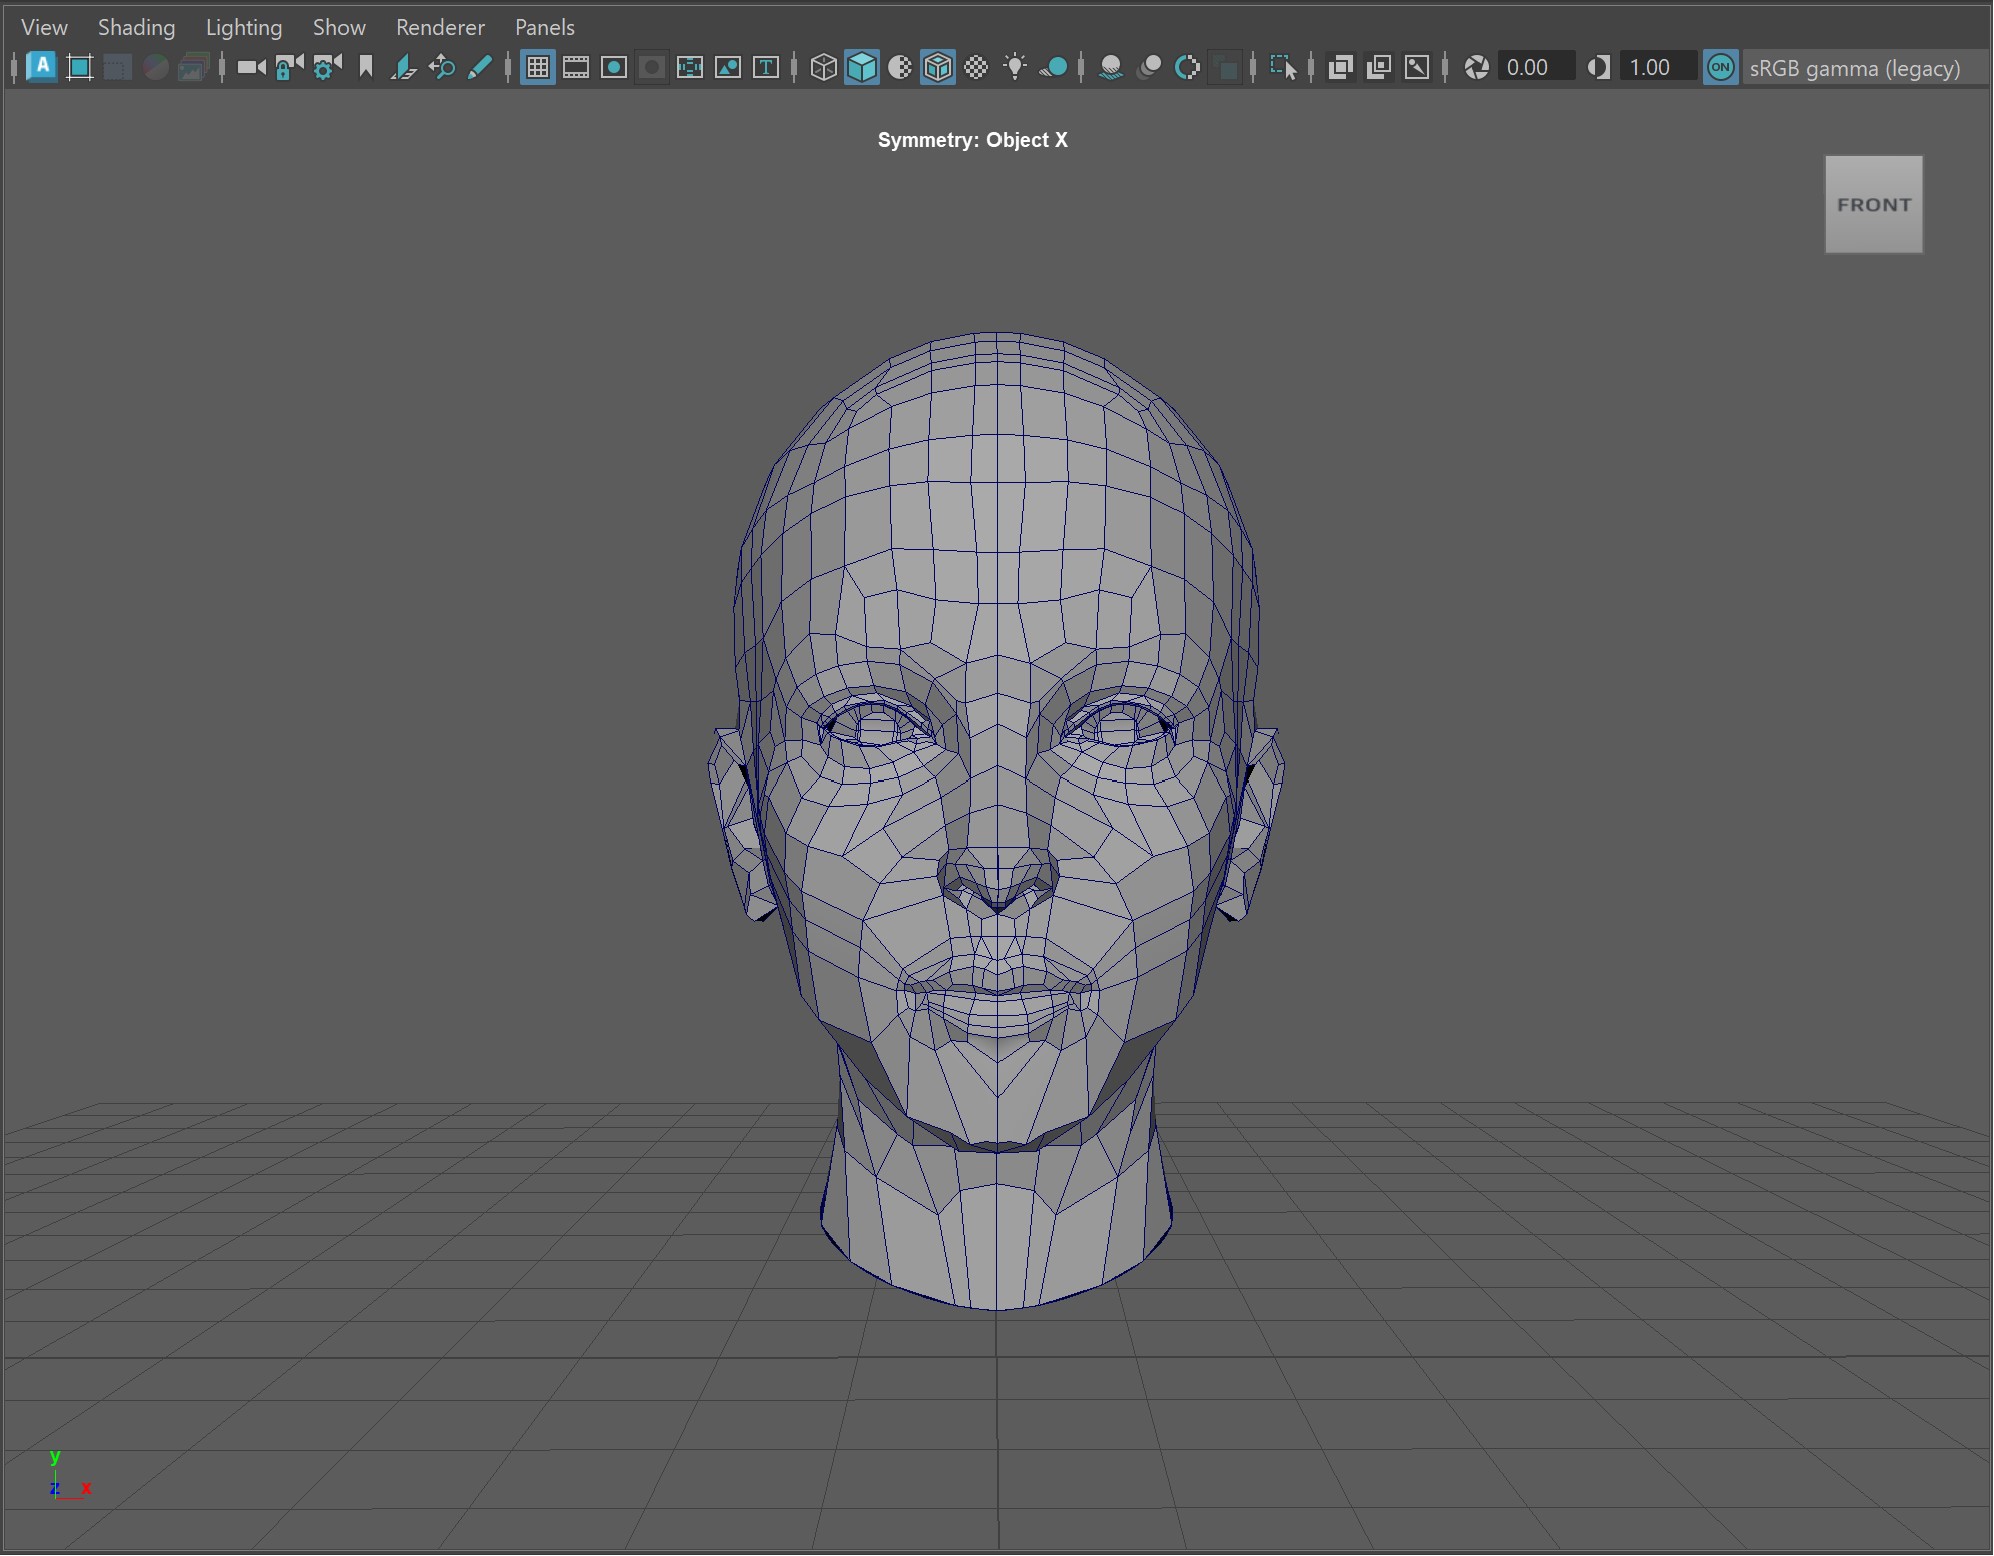 View Shading Lighting Show Renderer Panels
A T 0.00 1.00 ON sRGB gamma (legacy)
Symmetry: Object X
FRONT
y
z x